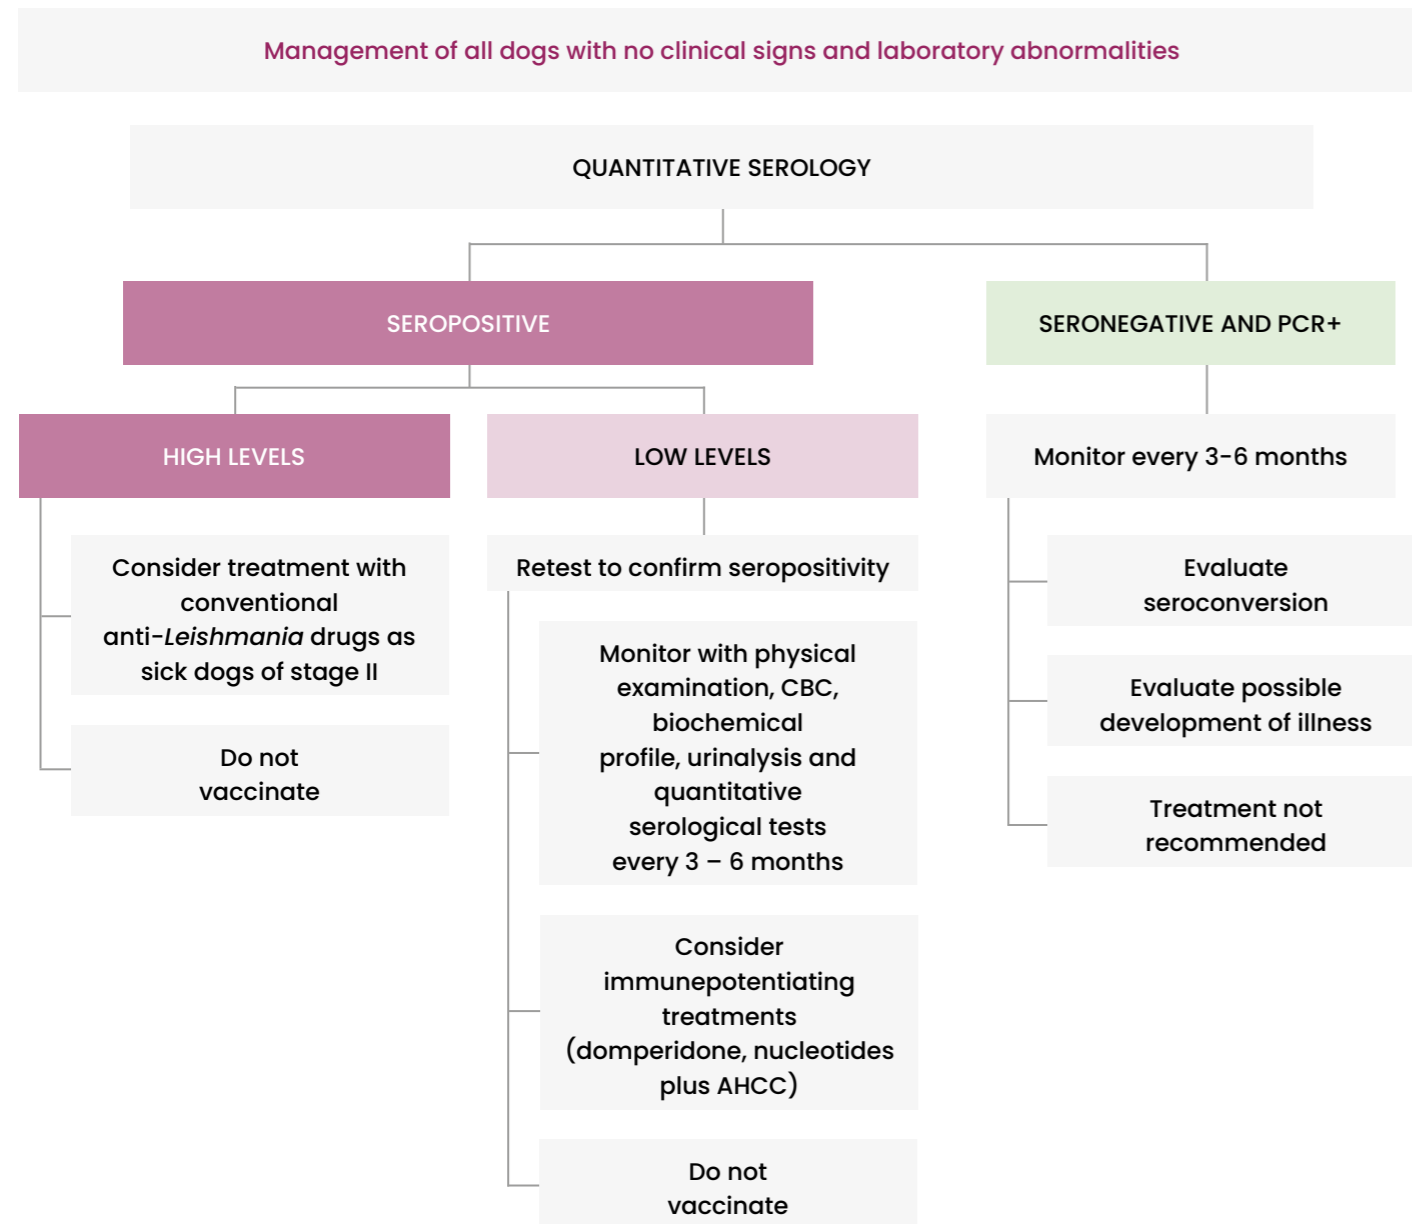 Management of all dogs with no clinical signs and laboratory abnormalities
QUANTITATIVE SEROLOGY
SEROPOSITIVE
SERONEGATIVE AND PCR+
HIGH LEVELS
LOW LEVELS
Monitor every 3-6 months
Consider treatment with
conventional
anti-Leishmania drugs as
sick dogs of stage II
Do not
vaccinate
Retest to confirm seropositivity
Monitor with physical
examination, CBC,
biochemical
profile, urinalysis and
quantitative
serological tests
every 3 – 6 months
Consider
immunepotentiating
treatments
(domperidone, nucleotides
plus AHCC)
Do not
vaccinate
Evaluate
seroconversion
Evaluate possible
development of illness
Treatment not
recommended